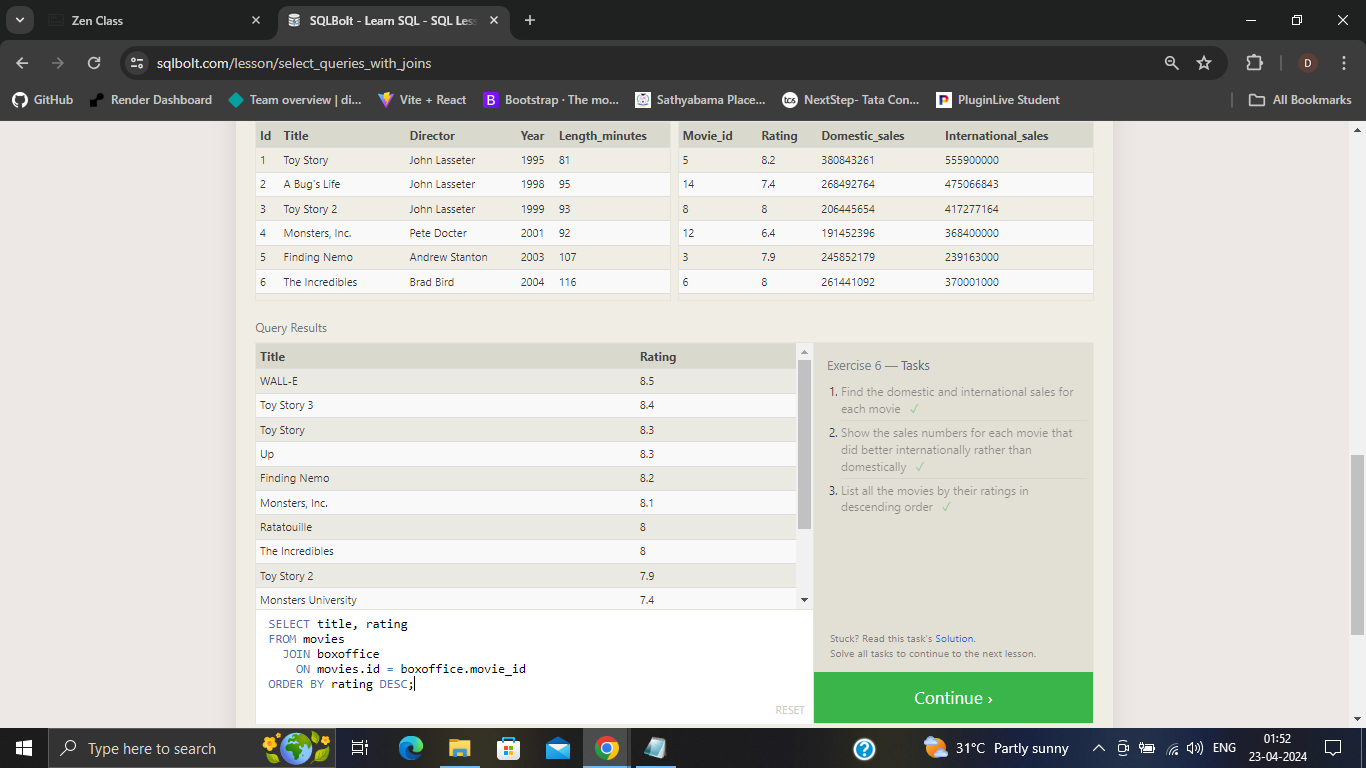 Zen Class
SQLBolt - Learn SQL - SQL Les
sqlbolt.com/lesson/select_queries_with_joins
D
GitHub
Render Dashboard
Team overview | di...
Vite + React
B Bootstrap · The mo...
Sathyabama Place...
tcs NextStep- Tata Con...
P PluginLive Student
All Bookmarks
Id Title Director Year Length_minutes
1 Toy Story John Lasseter 1995 81
2 A Bug's Life John Lasseter 1998 95
3 Toy Story 2 John Lasseter 1999 93
4 Monsters, Inc. Pete Docter 2001 92
5 Finding Nemo Andrew Stanton 2003 107
6 The Incredibles Brad Bird 2004 116
Movie_id Rating Domestic_sales International_sales
5 8.2 380843261 555900000
14 7.4 268492764 475066843
8 8 206445654 417277164
12 6.4 191452396 368400000
3 7.9 245852179 239163000
6 8 261441092 370001000
Query Results
Title Rating
WALL-E 8.5
Toy Story 3 8.4
Toy Story 8.3
Up 8.3
Finding Nemo 8.2
Monsters, Inc. 8.1
Ratatouille 8
The Incredibles 8
Toy Story 2 7.9
Monsters University 7.4
SELECT title, rating
FROM movies
JOIN boxoffice
ON movies.id = boxoffice.movie_id
ORDER BY rating DESC;
RESET
Exercise 6 — Tasks
1. Find the domestic and international sales for
each movie ✓
2. Show the sales numbers for each movie that
did better internationally rather than
domestically ✓
3. List all the movies by their ratings in
descending order ✓
Stuck? Read this task's Solution.
Solve all tasks to continue to the next lesson.
Continue ›
Type here to search
31°C Partly sunny
ENG
01:52
23-04-2024